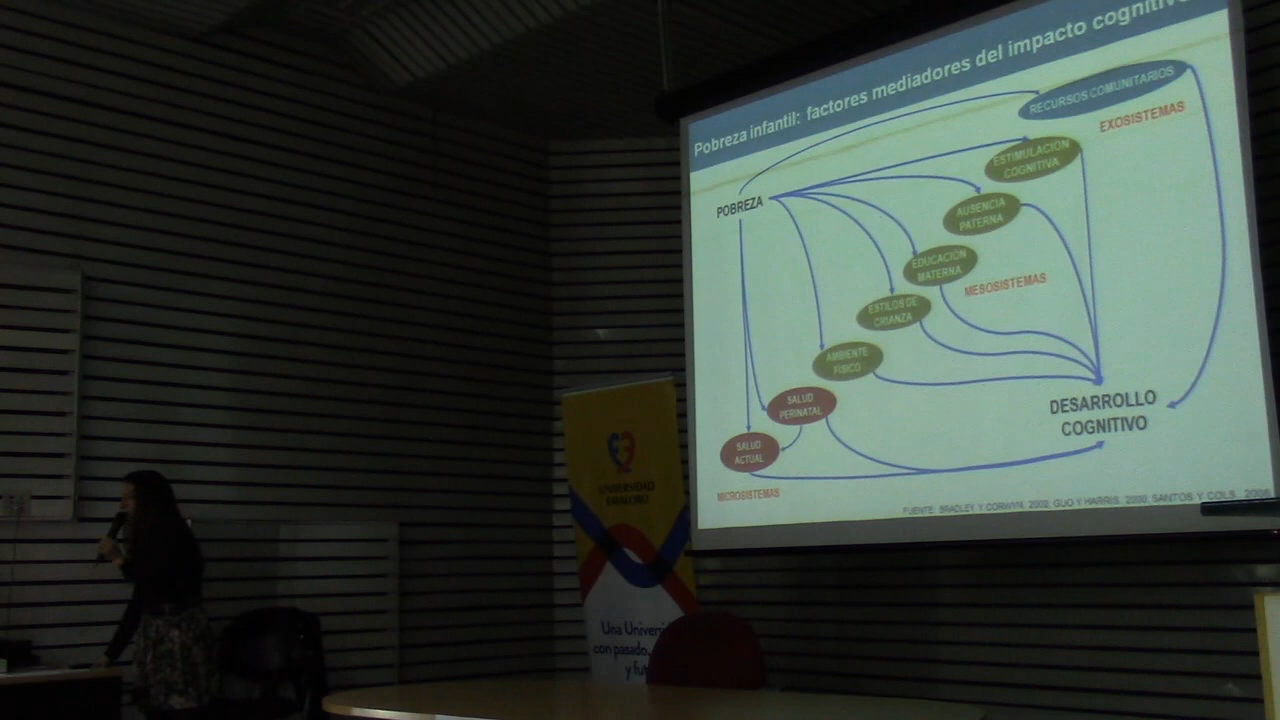 Pobreza infantil: factores mediadores del impacto cognitivo
RECURSOS COMUNITARIOS
EXOSISTEMAS
ESTIMULACIÓN
COGNITIVA
POBREZA
AUSENCIA
PATERNA
EDUCACIÓN
MATERNA
MESOSISTEMAS
ESTILOS DE
CRIANZA
AMBIENTE
FÍSICO
SALUD
PERINATAL
SALUD
ACTUAL
MICROSISTEMAS
DESARROLLO
COGNITIVO
FUENTE: BRADLEY Y CORWYN, 2002; GUO Y HARRIS, 2000; SANTOS Y COLS.
UNIVERSIDAD
Una Univers
con pasado,
y fut